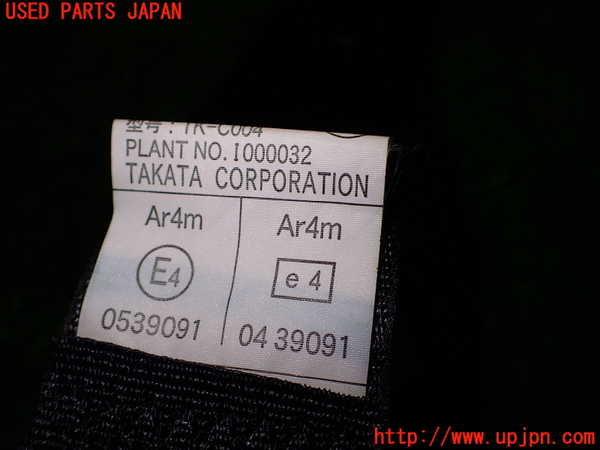 USED PARTS JAPAN
型号：TK-C004
PLANT NO. I000032
TAKATA CORPORATION
Ar4m
Ar4m
E4
e 4
0539091
04 39091
http://www.upjpn.com/